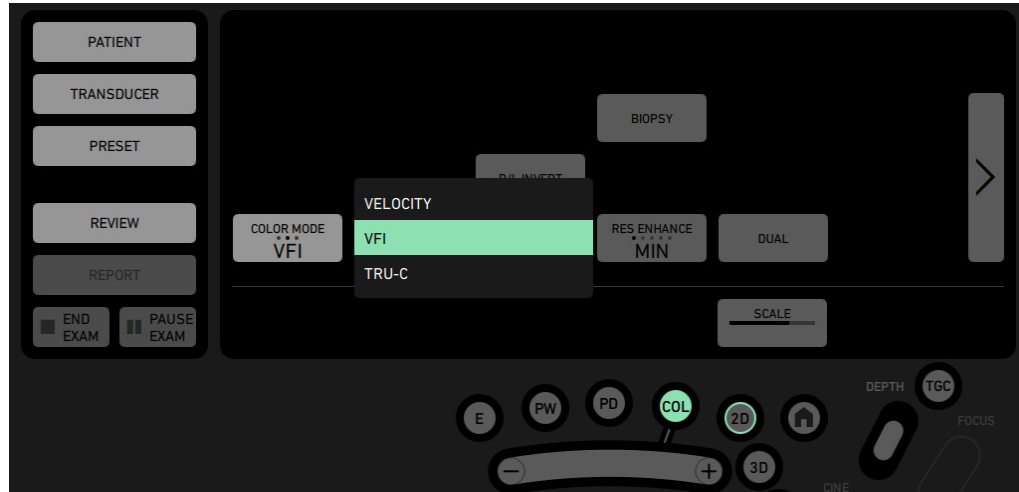 PATIENT
TRANSDUCER
PRESET
REVIEW
REPORT
END
EXAM
PAUSE
EXAM
BIOPSY
COLOR MODE
VFI
VELOCITY
VFI
TRU-C
RES ENHANCE
MIN
DUAL
SCALE
E
PW
PD
COL
2D
3D
DEPTH
TGC
FOCUS
CINE